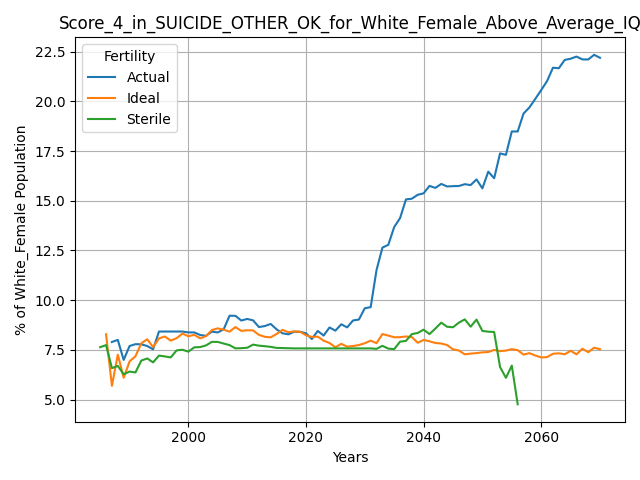 Score_4_in_SUICIDE_OTHER_OK_for_White_Female_Above_Average_IQ
Fertility
Actual
Ideal
Sterile
% of White_Female Population
22.5
20.0
17.5
15.0
12.5
10.0
7.5
5.0
2000
2020
2040
2060
Years